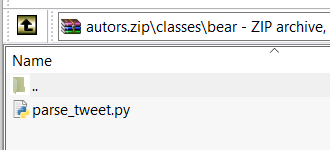 autors.zip\classes\bear - ZIP archive,
Name
..
parse_tweet.py